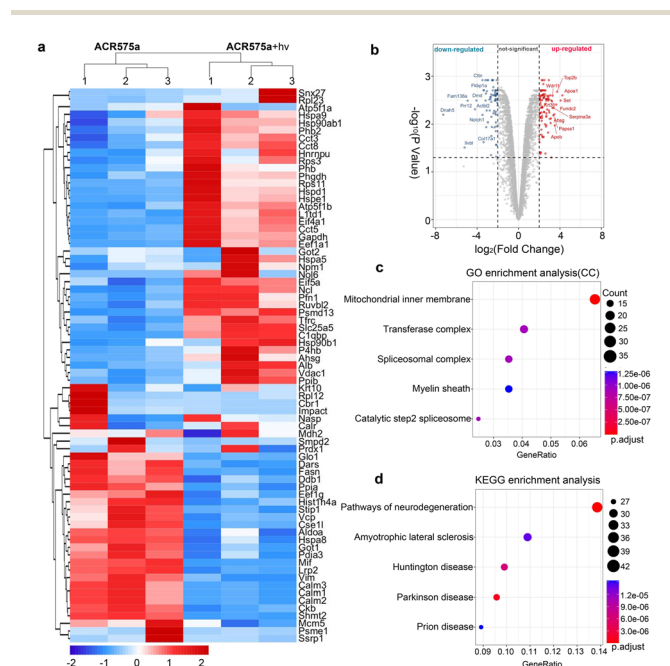 a
ACR575a
ACR575a+hv
1 2 3 1 2 3
Snx27
Rpl23
Atp5f1a
Hspa9
Hsp90ab1
Phb2
Cct3
Cct8
Hnrnpu
Rps3
Phb
Phgdh
Rps11
Hspd1
Hspe1
Atp5f1b
L1td1
Eif4a1
Cct5
Gapdh
Eef1a1
Got2
Hspa5
Npm1
Nol6
Eif5a
Ncl
Pfn1
Ruvbl2
Psmd13
Tfrc
Slc25a5
C1qbp
Hsp90b1
P4hb
Ahsg
Alb
Vdac1
Ppib
Krt10
Rpl12
Cbr1
Impact
Nasp
Calr
Mdh2
Smpd2
Prdx1
Glo1
Dars
Fasn
Ddb1
Ppia
Eef1g
Hist1h4a
Stip1
Vcp
Cse1l
Aldoa
Hspa8
Got1
Pdia3
Mif
Lrp2
Vim
Calm3
Calm1
Calm2
Ckb
Shmt2
Mcm5
Psme1
Ssrp1
-2 -1 0 1 2
b
down-regulated
not-significant
up-regulated
-log₁₀(P Value)
3
2
1
0
Top2b
Apoa1
Set
Fundc2
Serpina3a
Ahsg
Papss1
Apob
Fam136a
Dnah5
-8 -4 0 4 8
log₂(Fold Change)
c
GO enrichment analysis(CC)
Mitochondrial inner membrane
Transferase complex
Spliceosomal complex
Myelin sheath
Catalytic step2 spliceosome
0.03 0.04 0.05 0.06
GeneRatio
Count
15
20
25
30
35
1.25e-06
1.00e-06
7.50e-07
5.00e-07
2.50e-07
p.adjust
d
KEGG enrichment analysis
Pathways of neurodegeneration
Amyotrophic lateral sclerosis
Huntington disease
Parkinson disease
Prion disease
0.09 0.10 0.11 0.12 0.13 0.14
GeneRatio
27
30
33
36
39
42
1.2e-05
9.0e-06
6.0e-06
3.0e-06
p.adjust